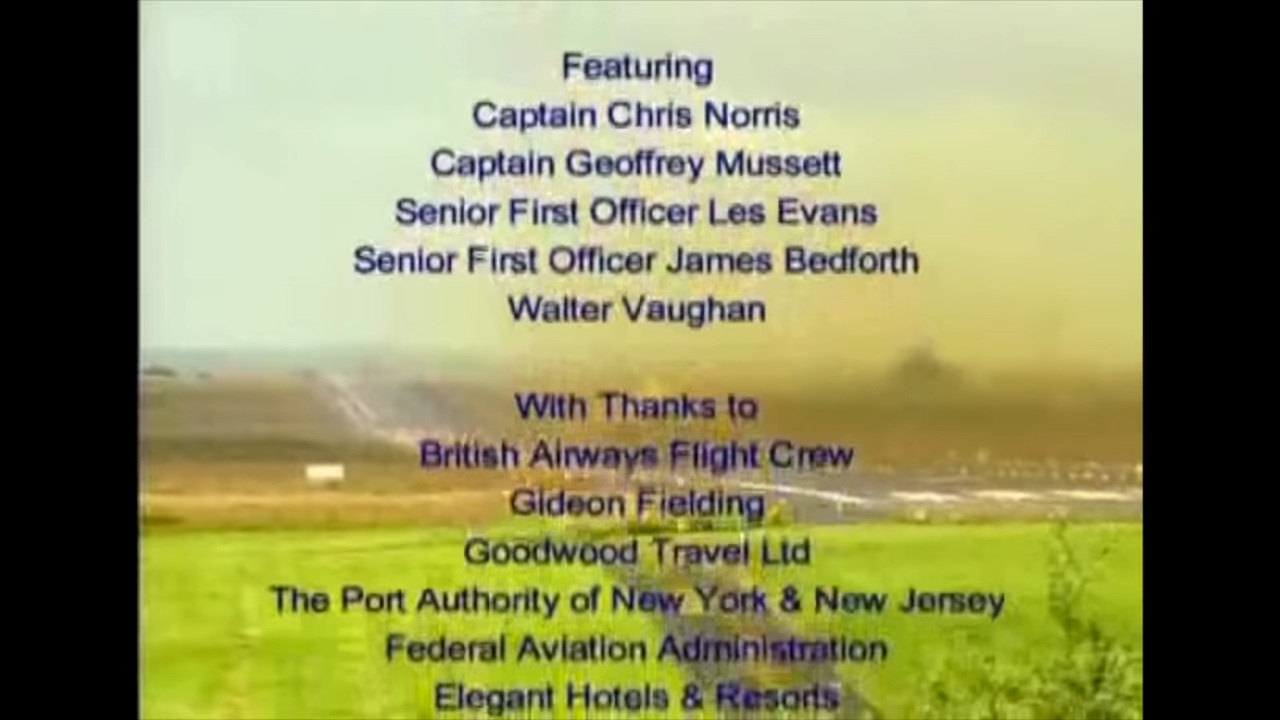 Featuring
Captain Chris Norris
Captain Geoffrey Mussett
Senior First Officer Les Evans
Senior First Officer James Bedforth
Walter Vaughan
With Thanks to
British Airways Flight Crew
Gideon Fielding
Goodwood Travel Ltd
The Port Authority of New York & New Jersey
Federal Aviation Administration
Elegant Hotels & Resorts